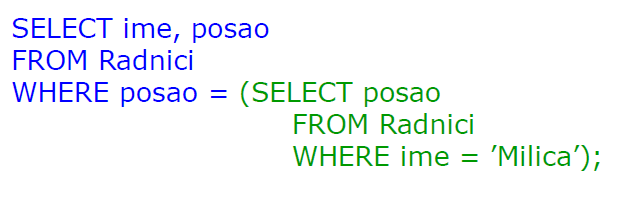 SELECT ime, posao
FROM Radnici
WHERE posao = (SELECT posao
FROM Radnici
WHERE ime = ’Milica’);